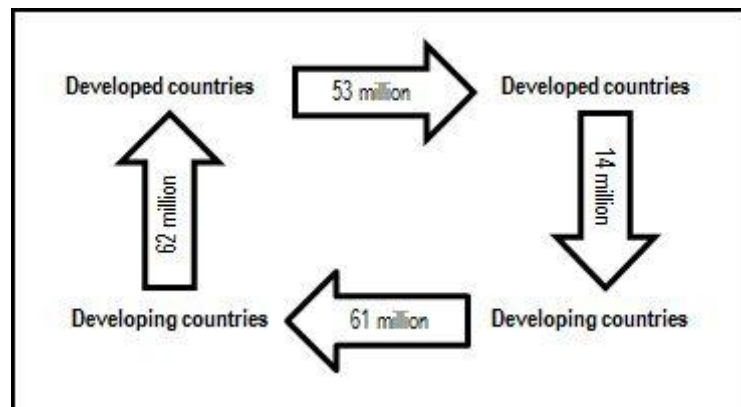 Developed countries
53 million
Developed countries
62 million
14 million
Developing countries
61 million
Developing countries